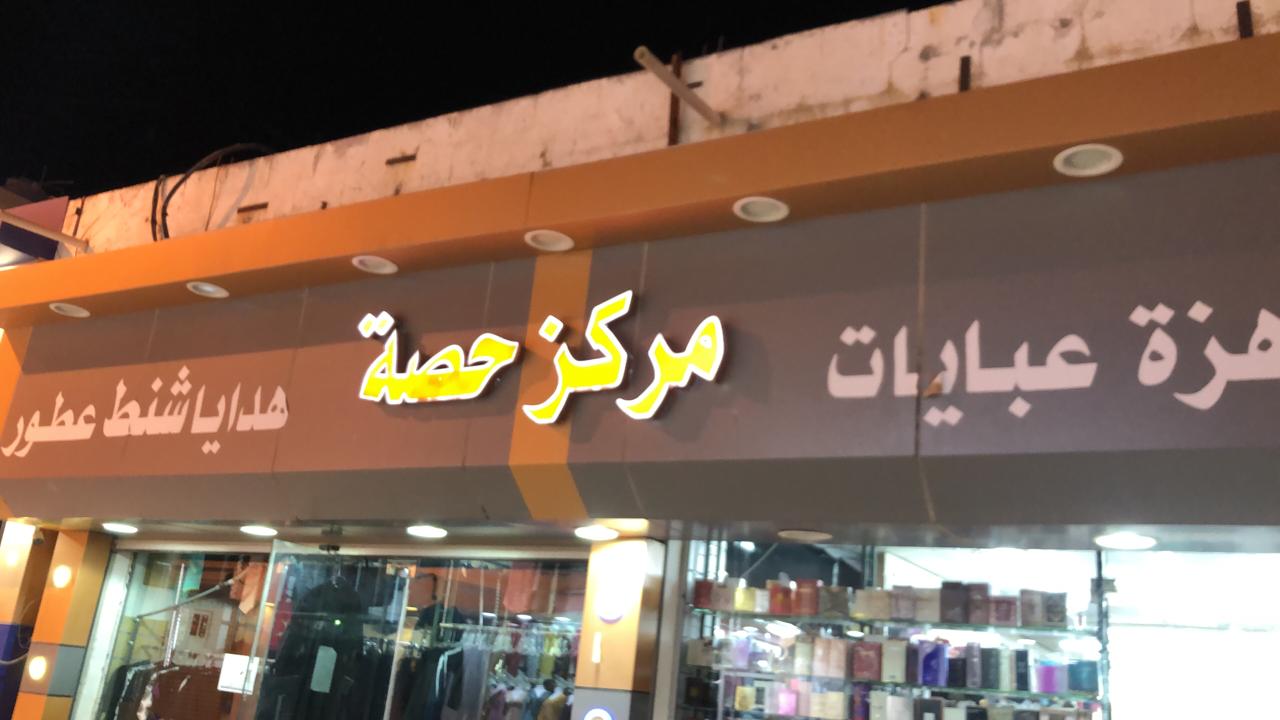 هزة عبايات
مركز حصة
هدايا شنط عطور